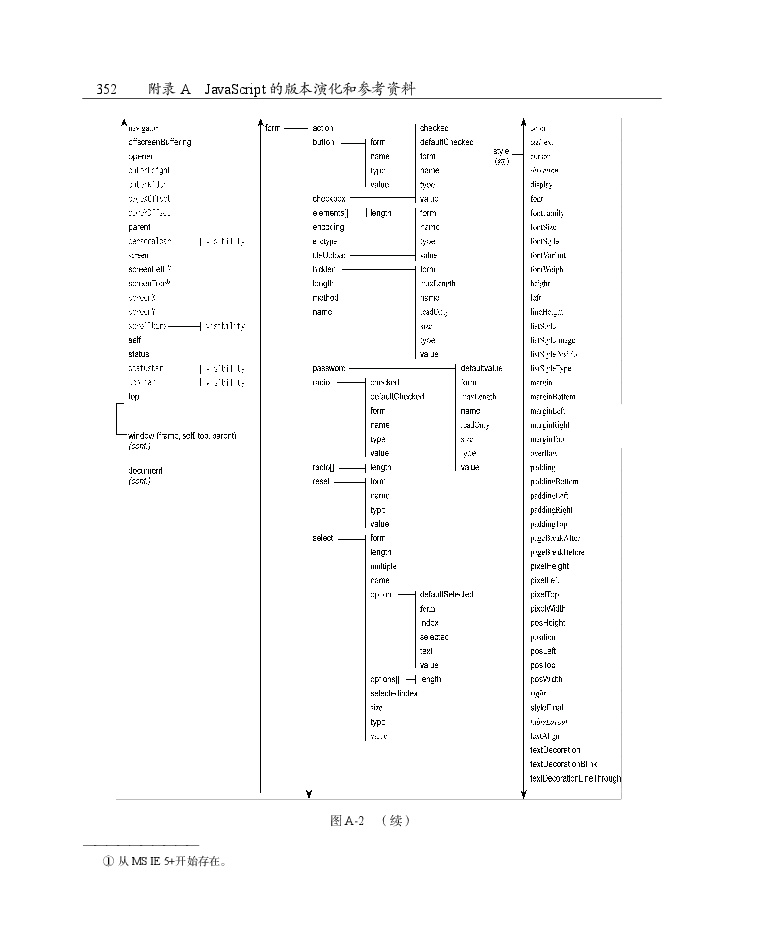 352 附录 A JavaScript 的版本演化和参考资料
navigator
offscreenBuffering
opener
outerHeight
outerWidth
pageXOffset
pageYOffset
parent
personalbar visibility
screen
screenLeft
screenTop
screenX
screenY
scrollbars visibility
self
status
statusbar visibility
toolbar visibility
top
window (frame, self, top, parent)
(cont.)
document
(cont.)
form action
button form
name
type
value
checkbox
elements[] length
encoding
enctype
fileUpload
hidden
length
method
name
password
radio checked
defaultChecked
form
name
type
value
radio[] length
reset form
name
type
value
select form
length
multiple
name
option defaultSelected
form
index
selected
text
value
options[] length
selectedIndex
size
type
value
checked
defaultChecked
form
name
type
value
form
name
type
value
form
maxLength
name
readOnly
size
type
value
defaultValue
form
maxLength
name
readOnly
size
type
value
style
cursor
display
float
fontFamily
fontSize
fontStyle
fontVariant
fontWeight
height
left
lineHeight
listStyle
listStyleImage
listStylePosition
listStyleType
margin
marginBottom
marginLeft
marginRight
marginTop
overflow
padding
paddingBottom
paddingLeft
paddingRight
paddingTop
pageBreakAfter
pageBreakBefore
pixelHeight
pixelLeft
pixelTop
pixelWidth
posHeight
position
posLeft
posTop
posWidth
right
styleFloat
textAlign
textDecoration
textDecorationBlink
textDecorationLineThrough
图 A-2 （续）
① 从 MS IE 5+开始存在。